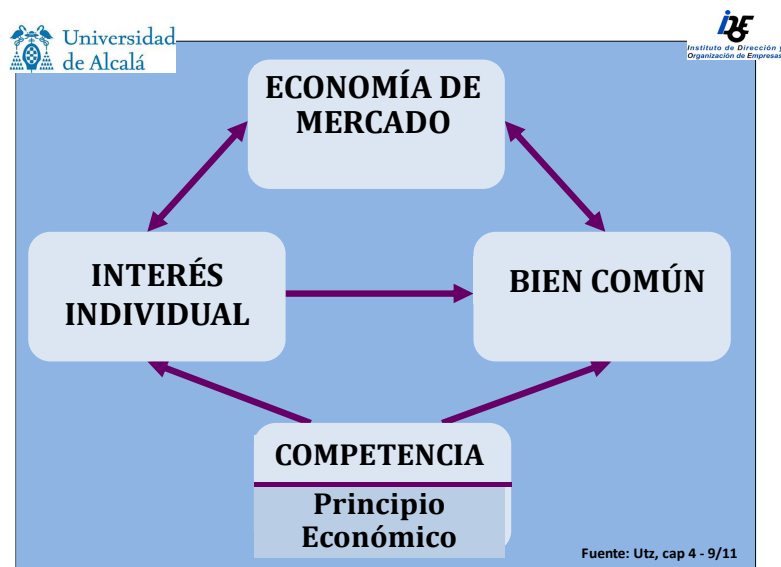 Universidad
de Alcalá
Instituto de Dirección y
Organización de Empresas
ECONOMÍA DE
MERCADO
INTERÉS
INDIVIDUAL
BIEN COMÚN
COMPETENCIA
Principio
Económico
Fuente: Utz, cap 4 - 9/11